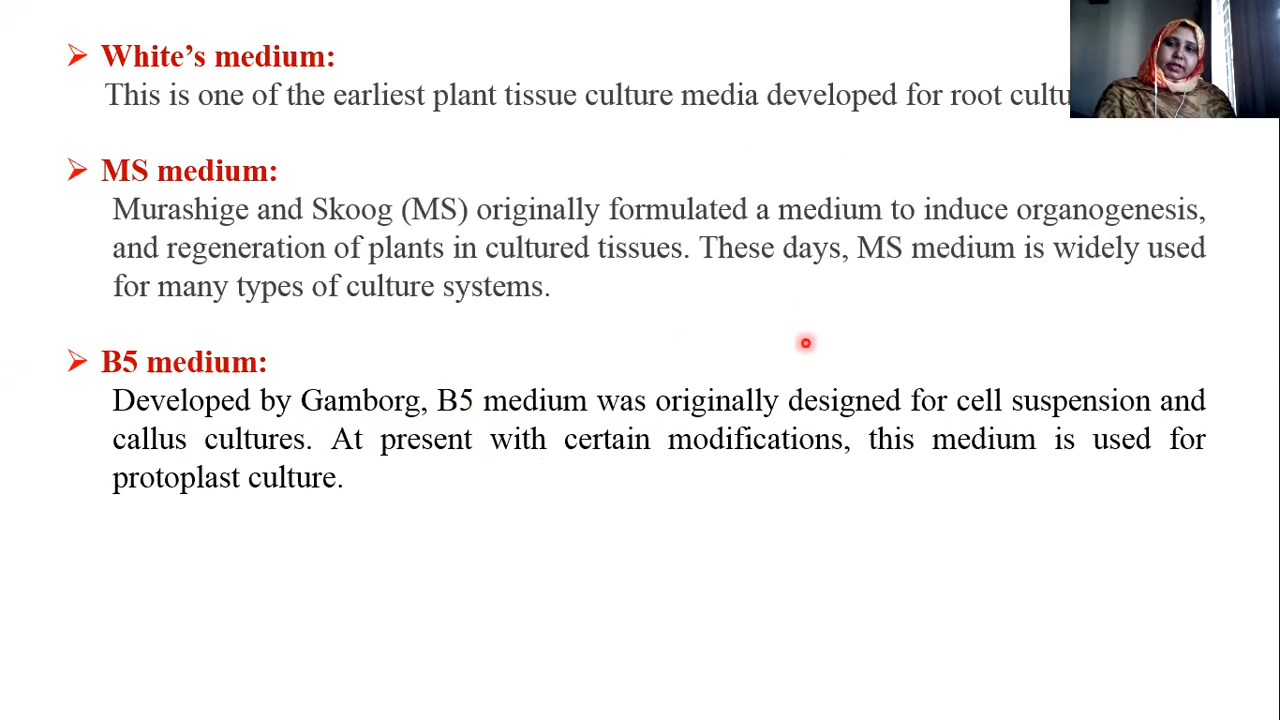 White’s medium:
This is one of the earliest plant tissue culture media developed for root
MS medium:
Murashige and Skoog (MS) originally formulated a medium to induce organogenesis,
and regeneration of plants in cultured tissues. These days, MS medium is widely used
for many types of culture systems.
B5 medium:
Developed by Gamborg, B5 medium was originally designed for cell suspension and
callus cultures. At present with certain modifications, this medium is used for
protoplast culture.